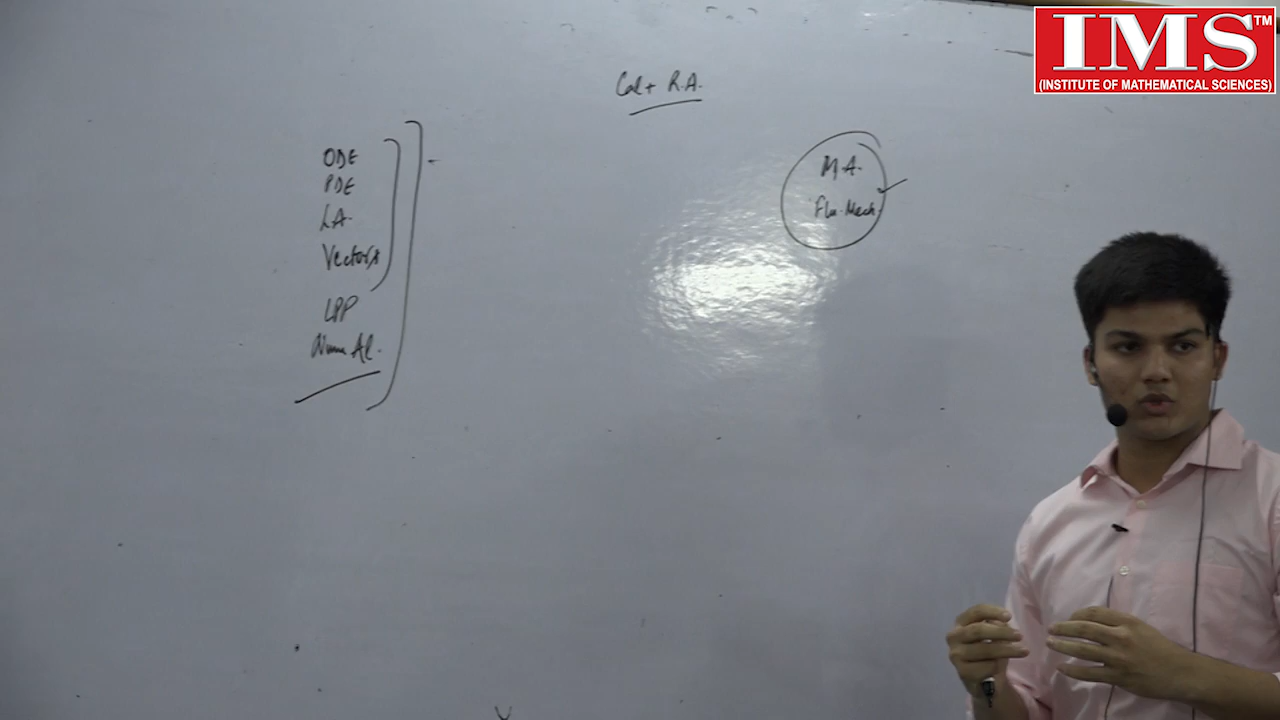 IMS™
(INSTITUTE OF MATHEMATICAL SCIENCES)
Cal + R.A.
ODE
PDE
LA.
Vectors
LPP
Num Al.
M.A.
Flu. Mech.